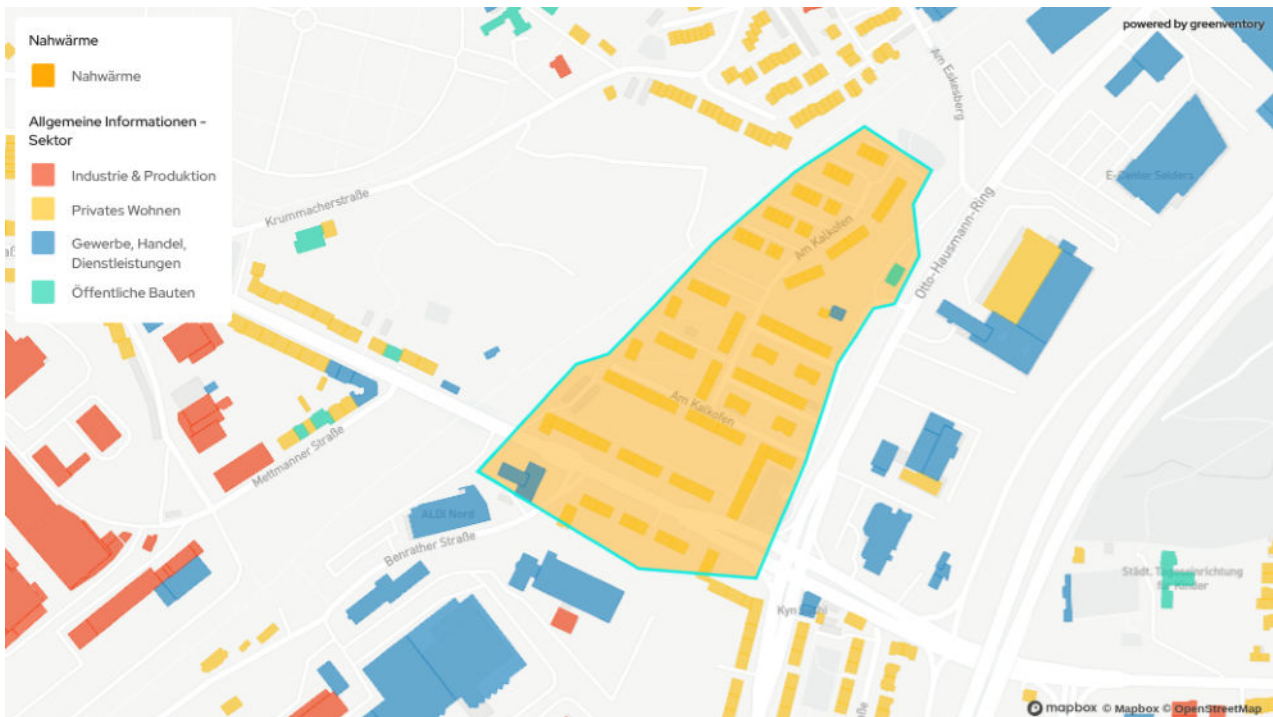 Nahwärme
Nahwärme
Allgemeine Informationen -
Sektor
Industrie & Produktion
Privates Wohnen
Gewerbe, Handel,
Dienstleistungen
Öffentliche Bauten
powered by greenventory
Am Eskesberg
E-Center Seiders
Krummacherstraße
Am Kalkofen
Otto-Hausmann-Ring
Am Kalkofen
Mettmanner Straße
ALDI Nord
Benrather Straße
Städt. Tageseinrichtung
für Kinder
mapbox © Mapbox © OpenStreetMap